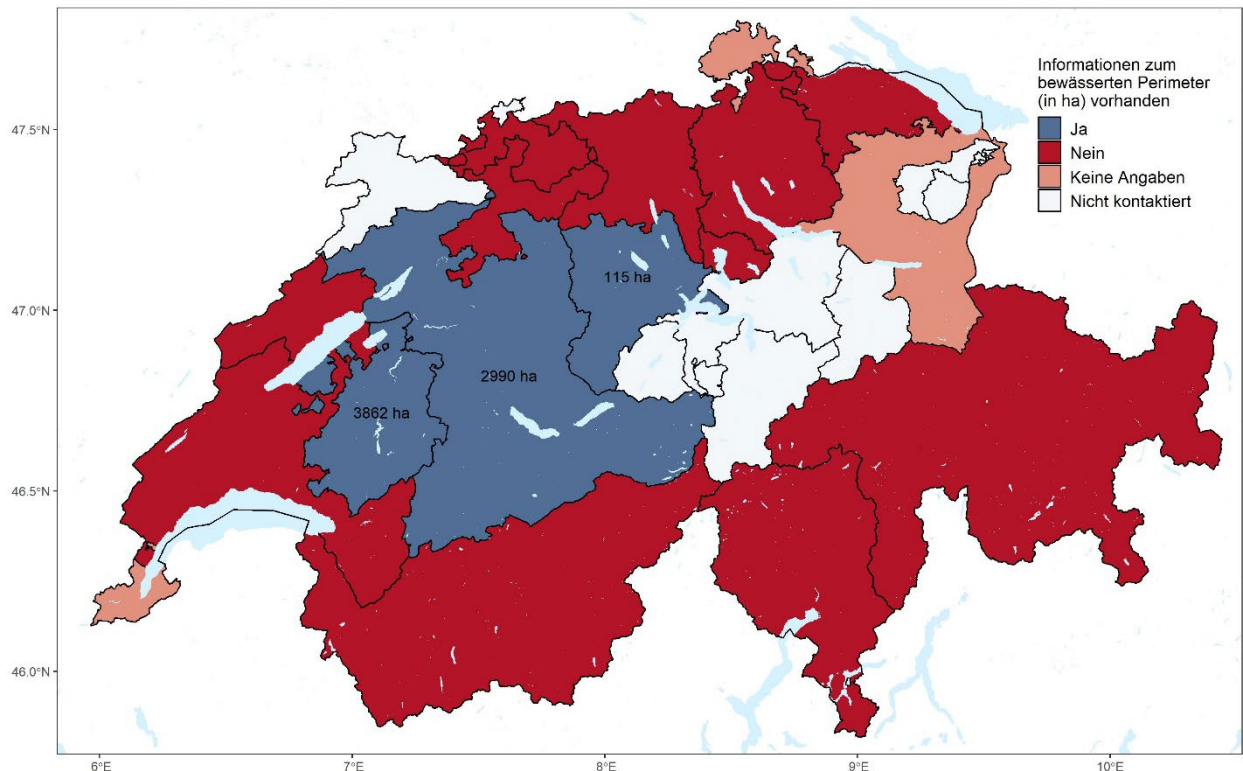 Informationen zum
bewässerten Perimeter
(in ha) vorhanden
Ja
Nein
Keine Angaben
Nicht kontaktiert
47.5°N
47.0°N
46.5°N
46.0°N
115 ha
2990 ha
3862 ha
6°E
7°E
8°E
9°E
10°E